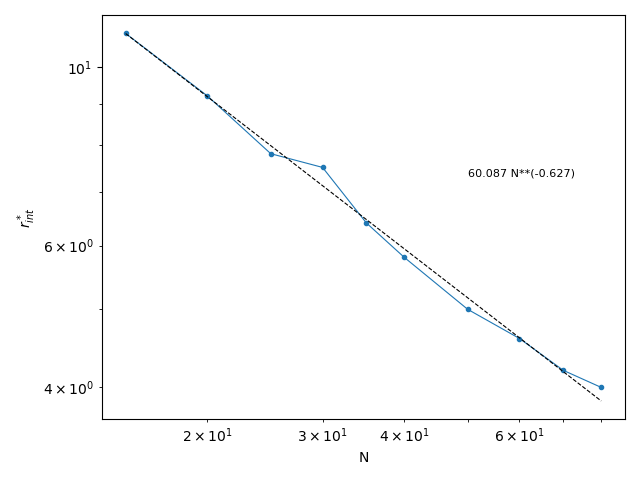 10¹
6 × 10⁰
4 × 10⁰
r*ᵢₙₜ
60.087 N**(-0.627)
2 × 10¹
3 × 10¹
4 × 10¹
6 × 10¹
N